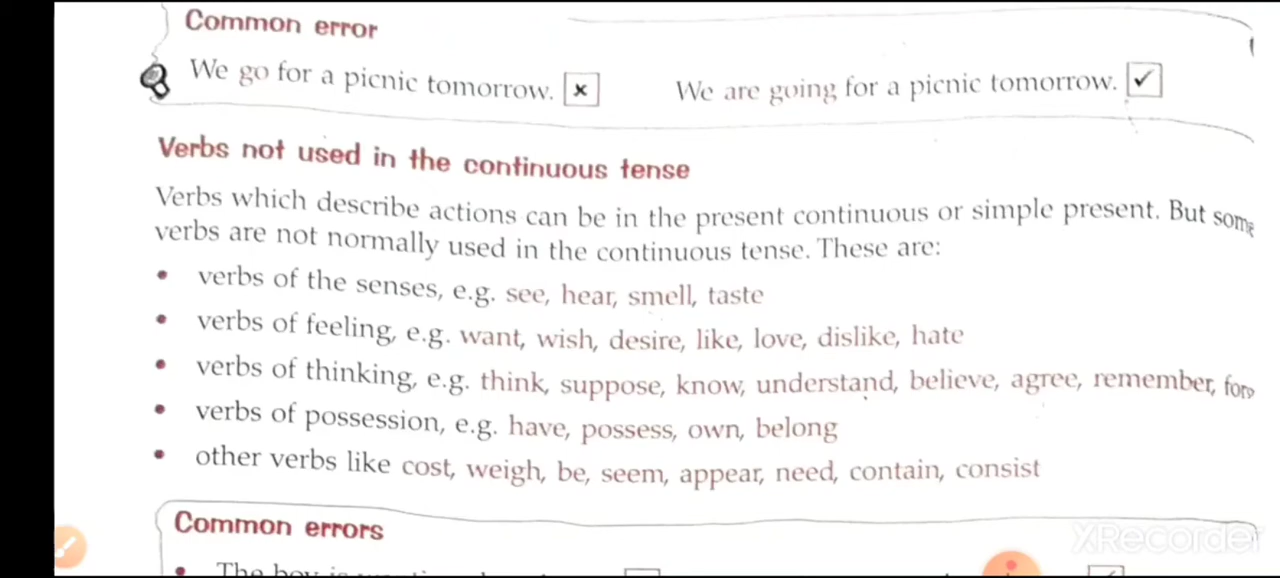 Common error
We go for a picnic tomorrow. × We are going for a picnic tomorrow. ✓
Verbs not used in the continuous tense
Verbs which describe actions can be in the present continuous or simple present. But some
verbs are not normally used in the continuous tense. These are:
• verbs of the senses, e.g. see, hear, smell, taste
• verbs of feeling, e.g. want, wish, desire, like, love, dislike, hate
• verbs of thinking, e.g. think, suppose, know, understand, believe, agree, remember,
• verbs of possession, e.g. have, possess, own, belong
• other verbs like cost, weigh, be, seem, appear, need, contain, consist
Common errors
• The boy is
XRecorder